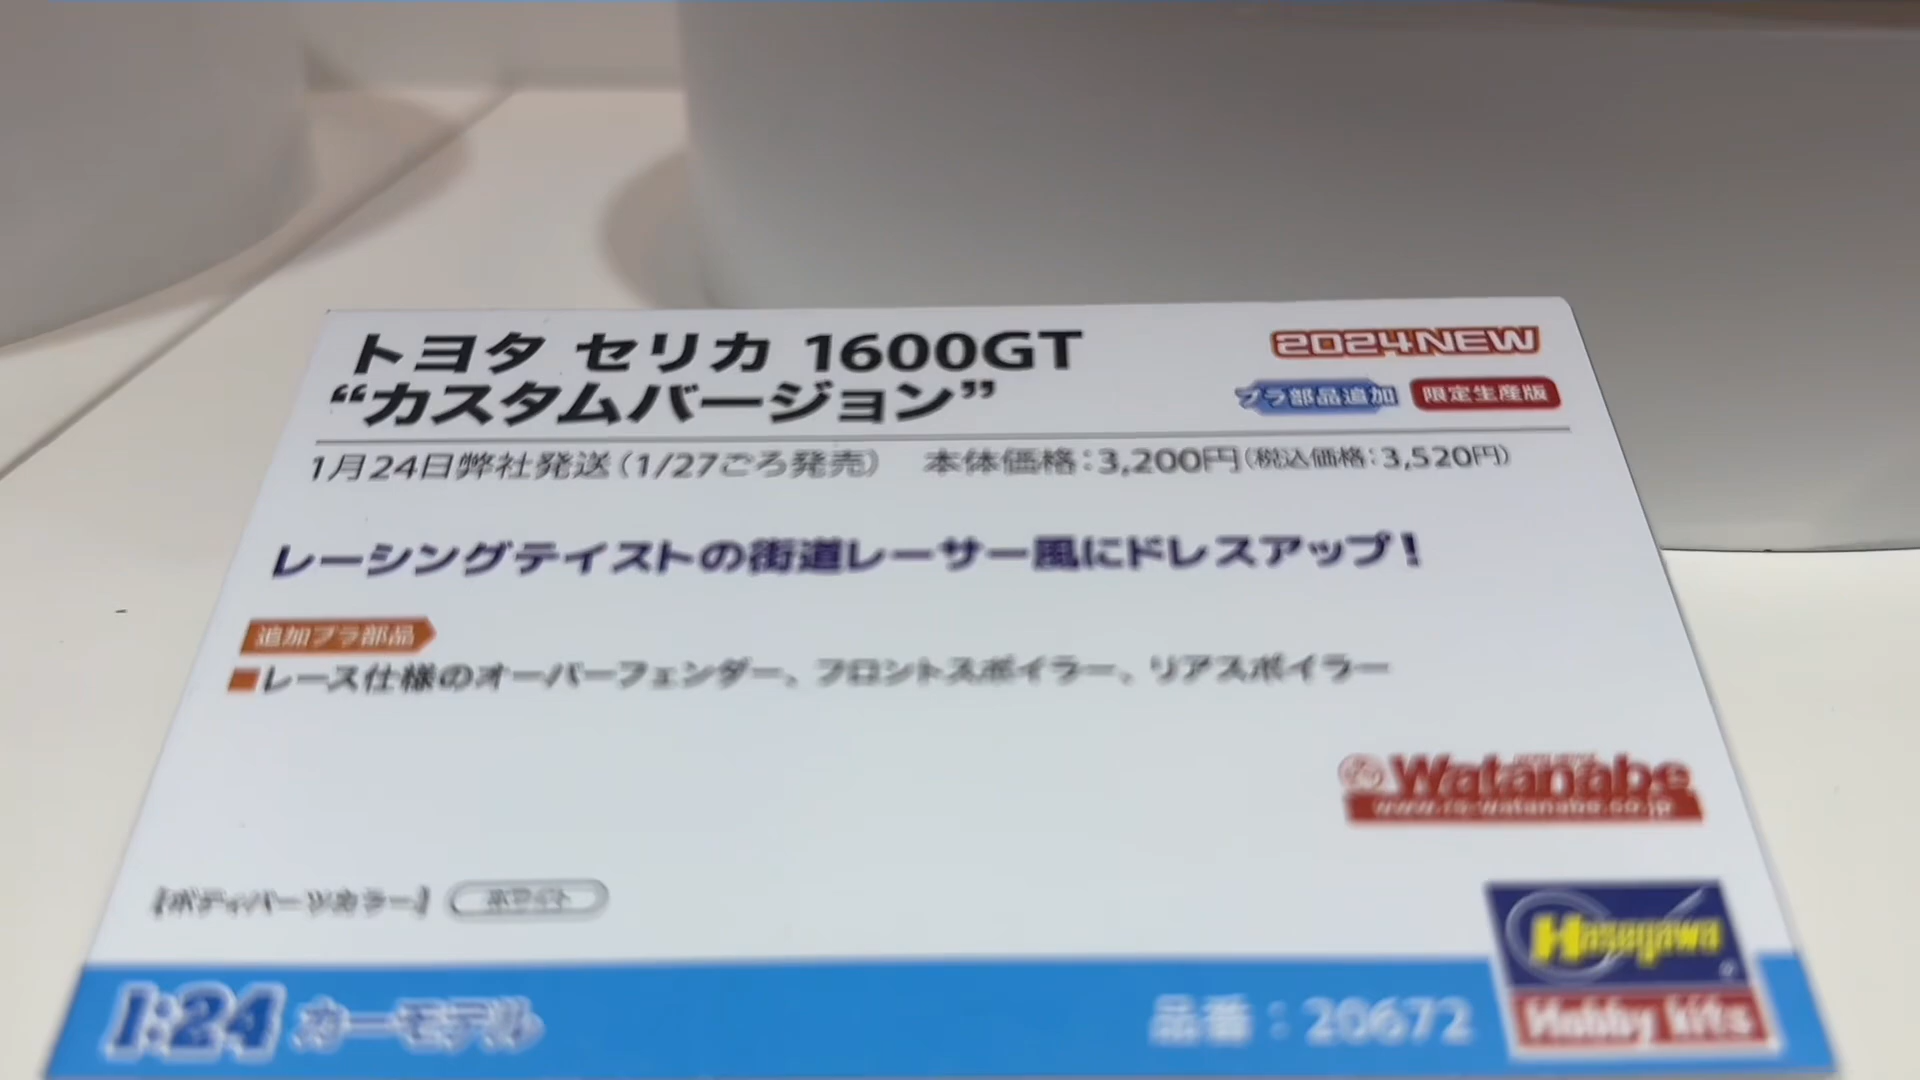 トヨタ セリカ 1600GT
“カスタムバージョン”
2024NEW
プラ部品追加 限定生産版
1月24日弊社発送(1/27ごろ発売) 本体価格:3,200円(税込価格:3,520円)
レーシングテイストの街道レーサー風にドレスアップ!
追加プラ部品
■レース仕様のオーバーフェンダー、フロントスポイラー、リアスポイラー
Watanabe
www.rs-watanabe.co.jp
【ボディパーツカラー】 ホワイト
Hasegawa
Hobby kits
1:24 カーモデル 品番:20672